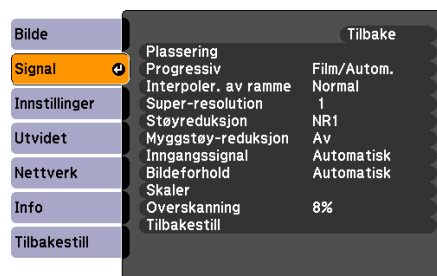 Bilde
Signal
Innstillinger
Utvidet
Nettverk
Info
Tilbakestill
Tilbake
Plassering
Progressiv Film/Autom.
Interpoler. av ramme Normal
Super-resolution 1
Støyreduksjon NR1
Myggstøy-reduksjon Av
Inngangssignal Automatisk
Bildeforhold Automatisk
Skaler
Overskanning 8%
Tilbakestill